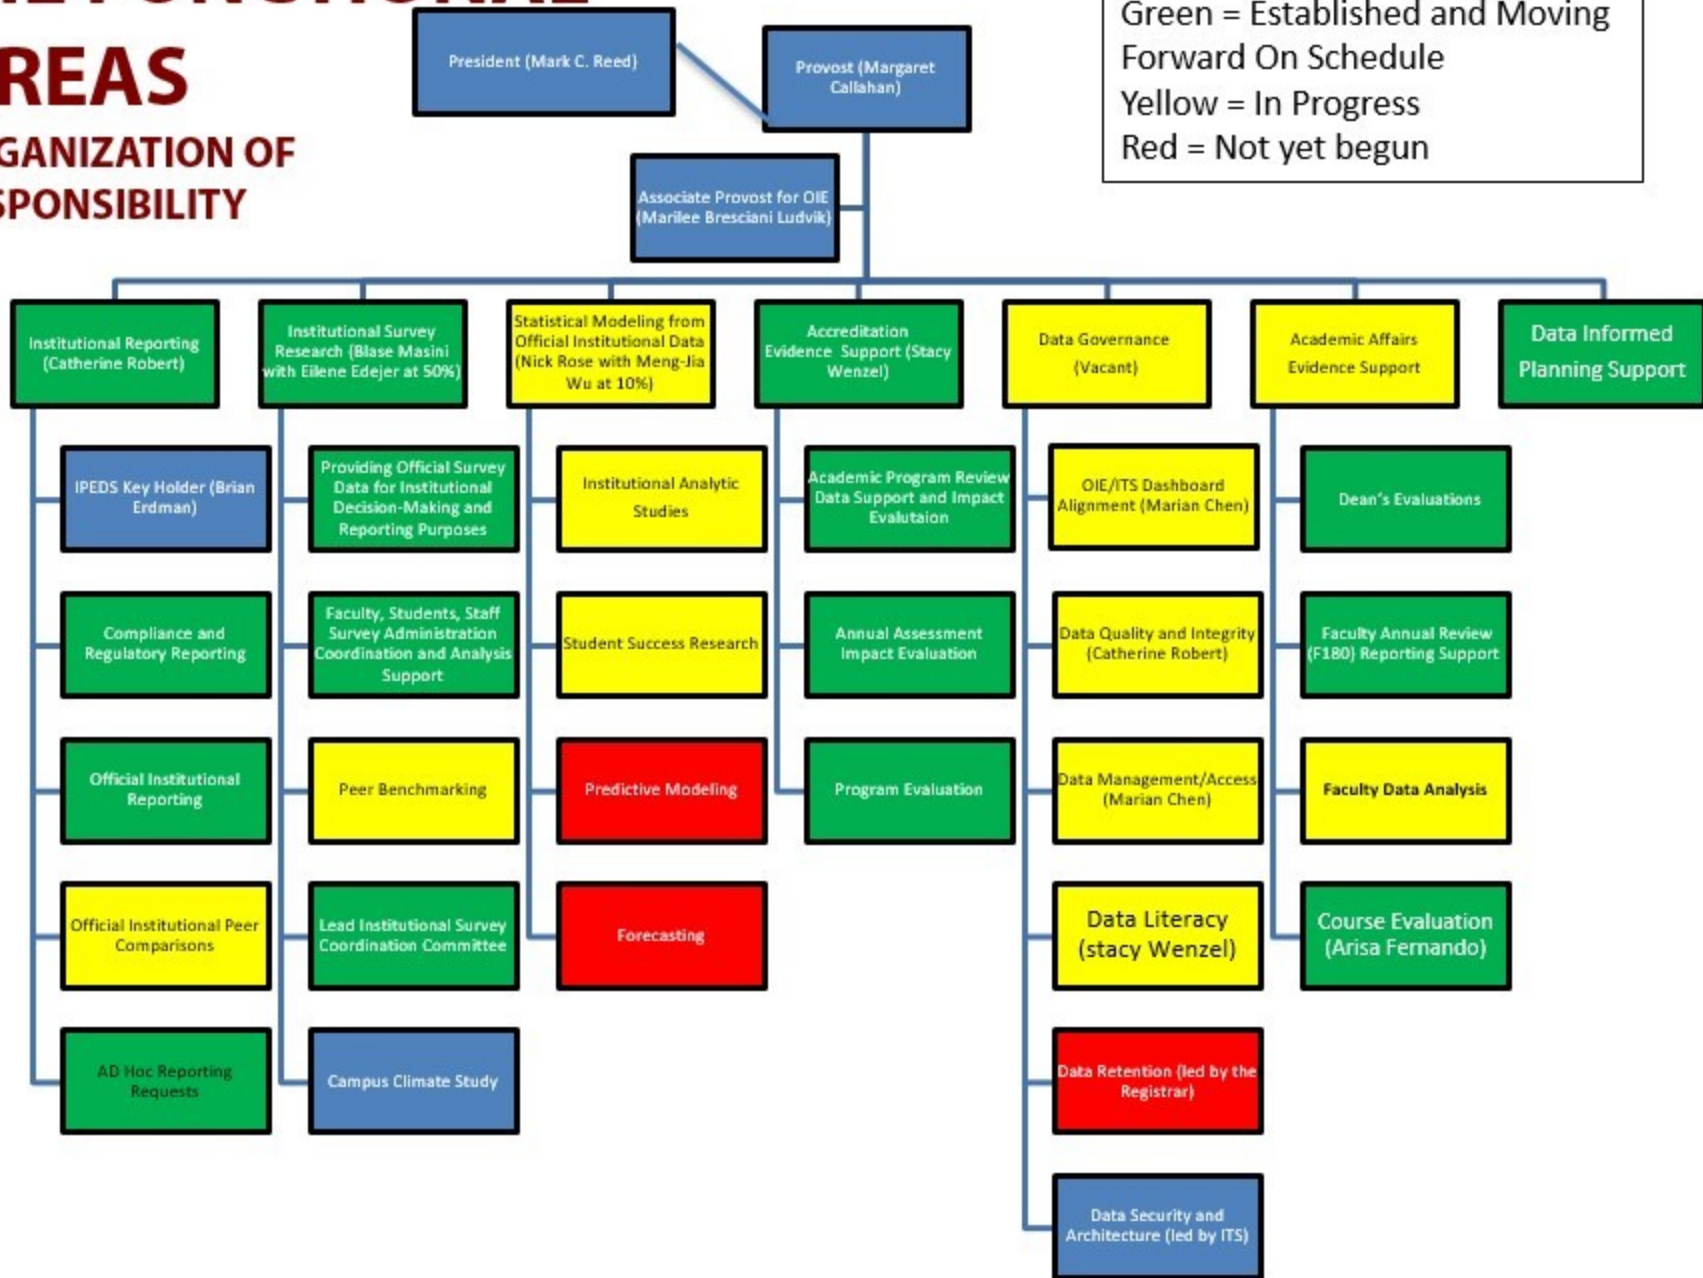 REAS
GANIZATION OF
SPONSIBILITY
President (Mark C. Reed)
Provost (Margaret
Callahan)
Green = Established and Moving
Forward On Schedule
Yellow = In Progress
Red = Not yet begun
Associate Provost for OIE
(Marilee Bresciani Ludvik)
Institutional Reporting
(Catherine Robert)
Institutional Survey
Research (Blase Masini
with Eilene Edejer at 50%)
Statistical Modeling from
Official Institutional Data
(Nick Rose with Meng-Jia
Wu at 10%)
Accreditation
Evidence Support (Stacy
Wenzel)
Data Governance
(Vacant)
Academic Affairs
Evidence Support
Data Informed
Planning Support
IPEDS Key Holder (Brian
Erdman)
Compliance and
Regulatory Reporting
Official Institutional
Reporting
Official Institutional Peer
Comparisons
AD Hoc Reporting
Requests
Providing Official Survey
Data for Institutional
Decision-Making and
Reporting Purposes
Faculty, Students, Staff
Survey Administration
Coordination and Analysis
Support
Peer Benchmarking
Lead Institutional Survey
Coordination Committee
Campus Climate Study
Institutional Analytic
Studies
Student Success Research
Predictive Modeling
Forecasting
Academic Program Review
Data Support and Impact
Evalutaion
Annual Assessment
Impact Evaluation
Program Evaluation
OIE/ITS Dashboard
Alignment (Marian Chen)
Data Quality and Integrity
(Catherine Robert)
Data Management/Access
(Marian Chen)
Data Literacy
(stacy Wenzel)
Data Retention (led by the
Registrar)
Data Security and
Architecture (led by ITS)
Dean's Evaluations
Faculty Annual Review
(F180) Reporting Support
Faculty Data Analysis
Course Evaluation
(Arisa Fernando)